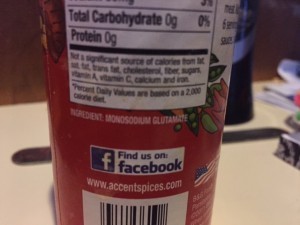 3%
Total Carbohydrate 0g 0%
Protein 0g
Not a significant source of calories from fat,
sat. fat, trans fat, cholesterol, fiber, sugars,
vitamin A, vitamin C, calcium and iron.
*Percent Daily Values are based on a 2,000
calorie diet.
INGREDIENT: MONOSODIUM GLUTAMATE
f Find us on:
facebook
www.accentspices.com